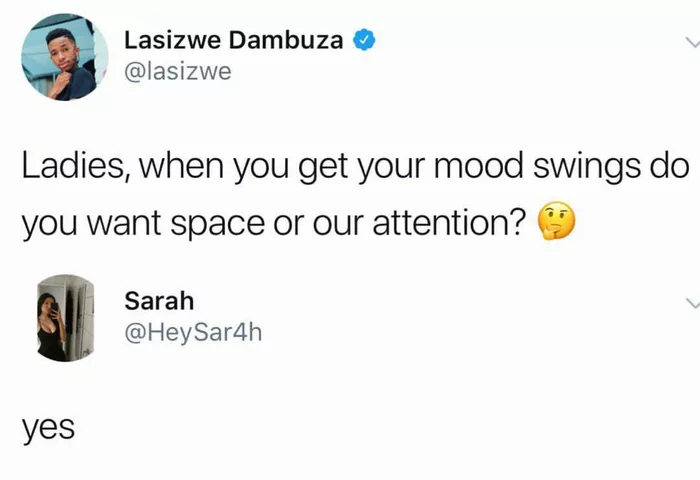 Lasizwe Dambuza
@lasizwe
Ladies, when you get your mood swings do
you want space or our attention? 🤔
Sarah
@HeySar4h
yes